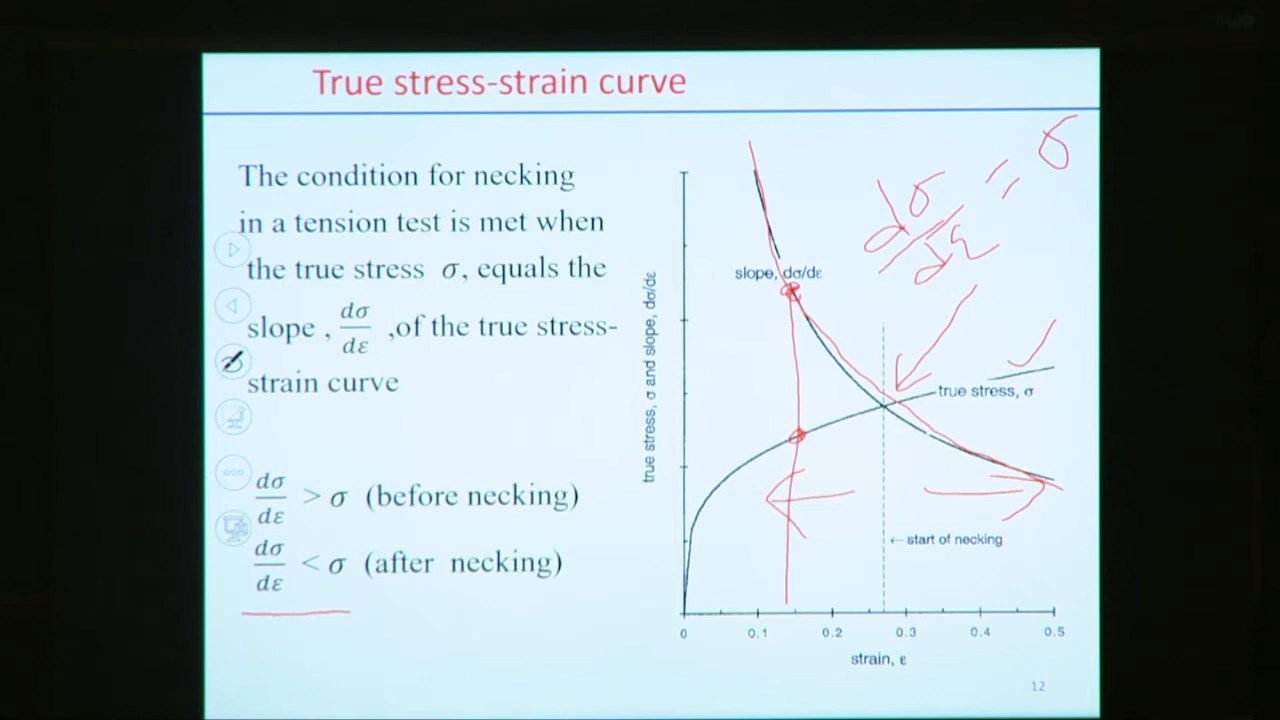 True stress-strain curve
The condition for necking
in a tension test is met when
the true stress σ, equals the
slope , dσ/dε ,of the true stress-
strain curve
dσ/dε > σ (before necking)
dσ/dε < σ (after necking)
dσ/dε = σ
slope, dσ/dε
true stress, σ and slope, dσ/dε
true stress, σ
← start of necking
0 0.1 0.2 0.3 0.4 0.5
strain, ε
12